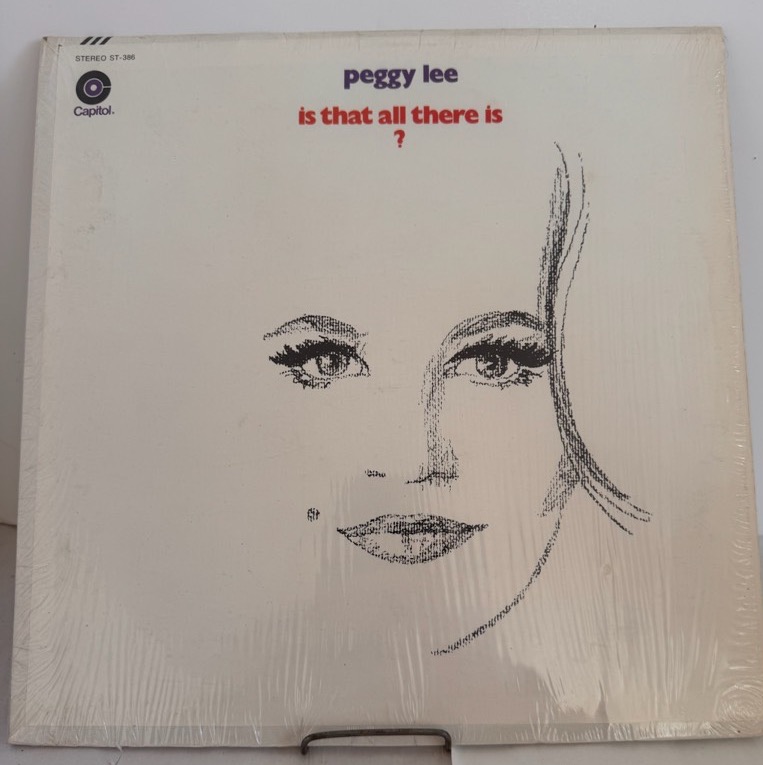 STEREO ST-386
Capitol.
peggy lee
is that all there is
?